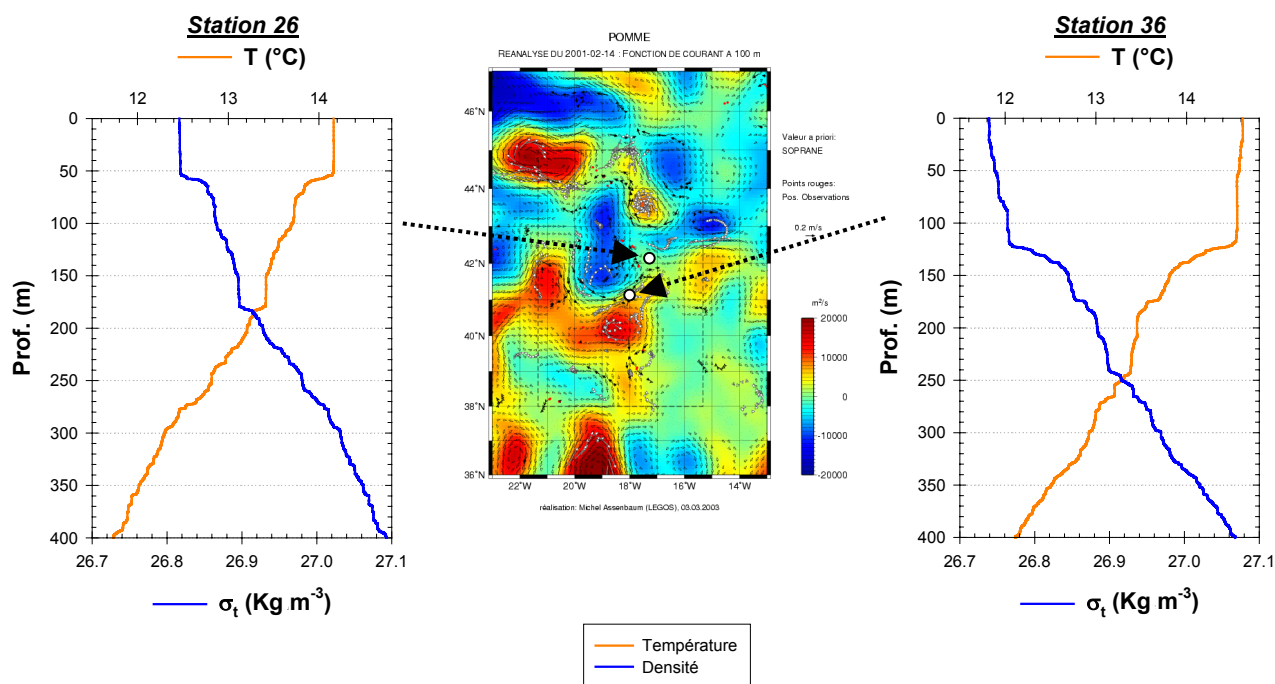 Station 26
T (°C)
12 13 14
0
50
100
150
200
250
300
350
400
Prof. (m)
26.7 26.8 26.9 27.0 27.1
σt (Kg m-3)
POMME
REANALYSE DU 2001-02-14 : FONCTION DE COURANT A 100 m
46°N
44°N
42°N
40°N
38°N
36°N
22°W 20°W 18°W 16°W 14°W
Valeur a priori:
SOPRANE
Points rouges:
Pos. Observations
0.2 m/s
m²/s
20000
10000
0
-10000
-20000
réalisation: Michel Assenbaum (LEGOS), 03.03.2003
Station 36
T (°C)
12 13 14
0
50
100
150
200
250
300
350
400
Prof. (m)
26.7 26.8 26.9 27.0 27.1
σt (Kg m-3)
Température
Densité